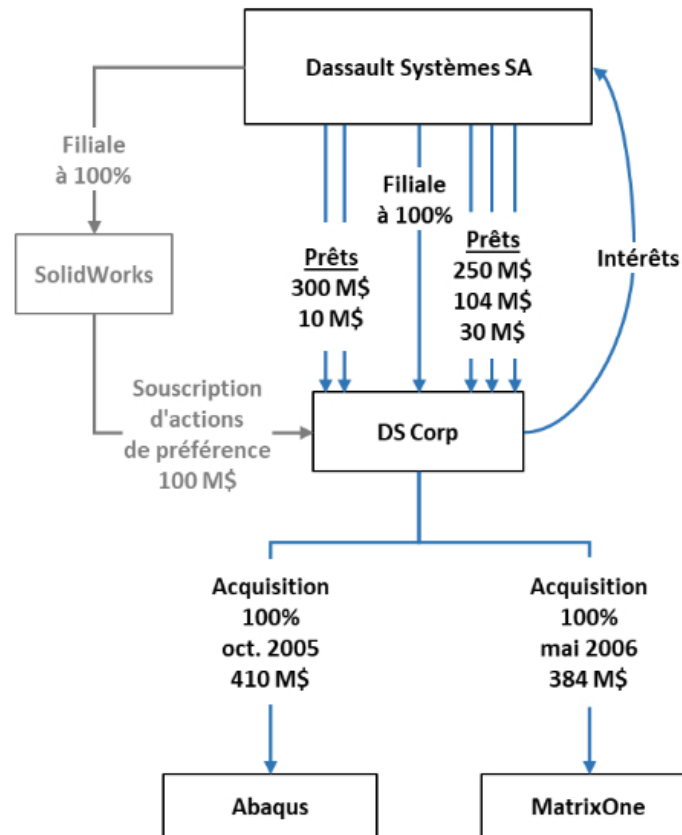 Dassault Systèmes SA
Filiale
à 100%
SolidWorks
Souscription
d'actions
de préférence
100 M$
Prêts
300 M$
10 M$
Filiale
à 100%
Prêts
250 M$
104 M$
30 M$
Intérêts
DS Corp
Acquisition
100%
oct. 2005
410 M$
Acquisition
100%
mai 2006
384 M$
Abaqus
MatrixOne